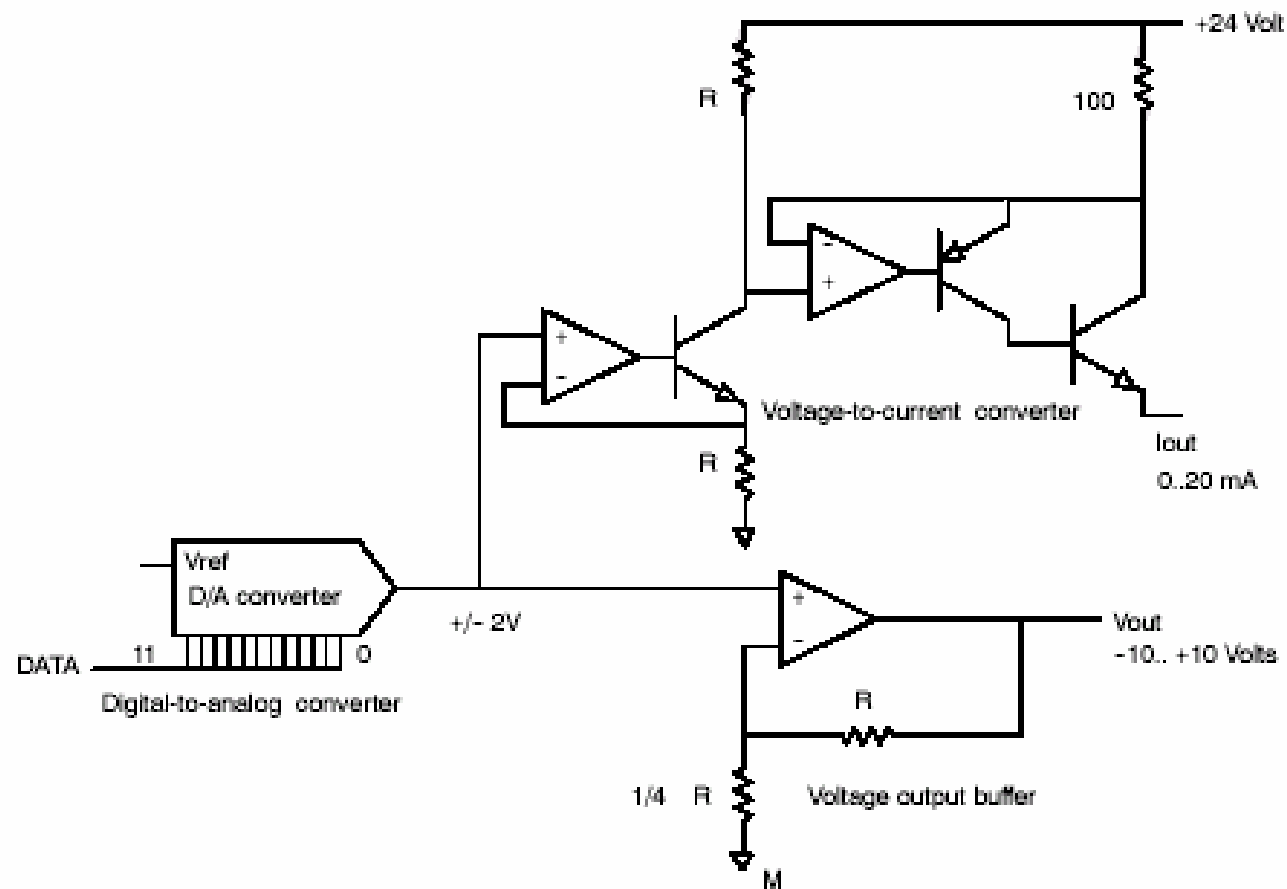 +24 Volt
R
100
-
+
+
-
Voltage-to-current converter
R
Iout
0..20 mA
Vref
D/A converter
+/- 2V
11
0
DATA
Digital-to-analog converter
+
-
Vout
-10.. +10 Volts
R
1/4 R
Voltage output buffer
M